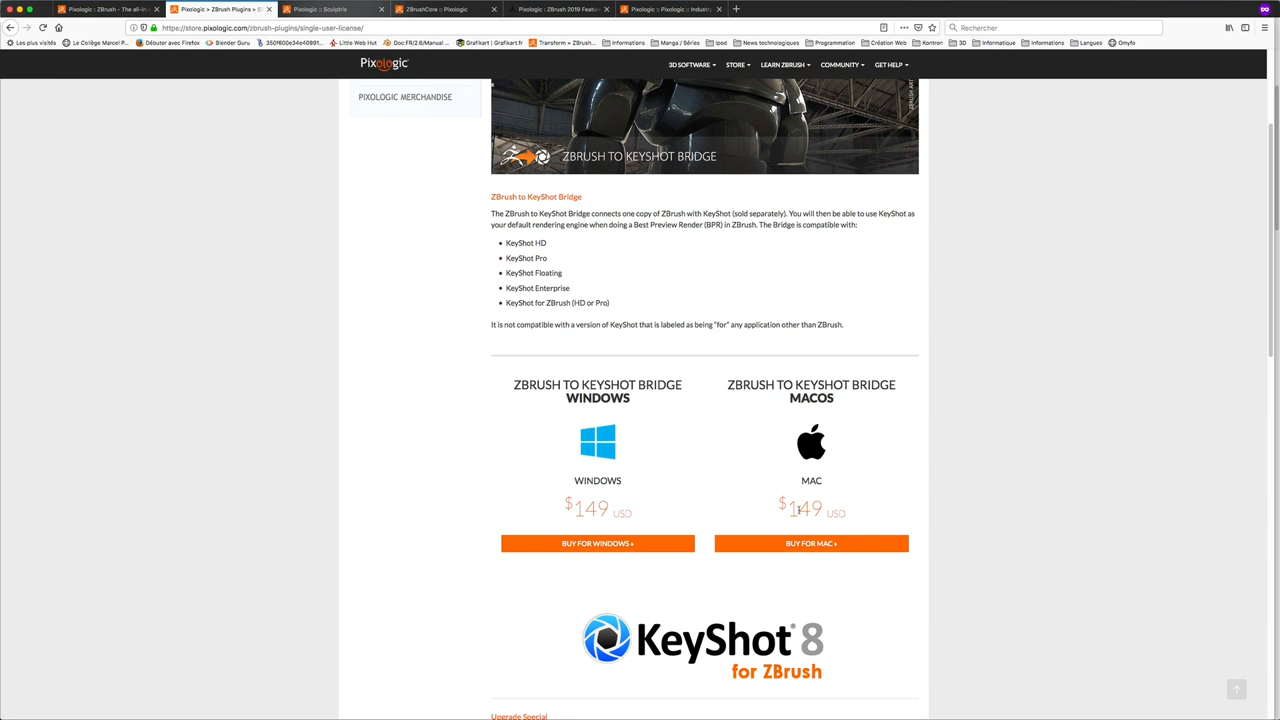 Pixologic : ZBrush - The all-in-
Pixologic > ZBrush Plugins > S
Pixologic :: Sculptris
ZBrushCore :: Pixologic
Pixologic : ZBrush 2019 Featur
Pixologic :: Pixologic :: Industry
https://store.pixologic.com/zbrush-plugins/single-user-license/
Rechercher
Les plus visités
Le Collège Marcel P...
Débuter avec Firefox
Blender Guru
Little Web Hut
Doc:FR/2.6/Manual ...
Grafikart | Grafikart.fr
Transform » ZBrush...
Informations
Manga / Séries
Ipod
News technologiques
Programmation
Création Web
Kontron
3D
Informatique
Informations
Langues
Omyfo
Pixologic
3D SOFTWARE
STORE
LEARN ZBRUSH
COMMUNITY
GET HELP
PIXOLOGIC MERCHANDISE
ZBRUSH TO KEYSHOT BRIDGE
ZBrush to KeyShot Bridge
The ZBrush to KeyShot Bridge connects one copy of ZBrush with KeyShot (sold separately). You will then be able to use KeyShot as
your default rendering engine when doing a Best Preview Render (BPR) in ZBrush. The Bridge is compatible with:
KeyShot HD
KeyShot Pro
KeyShot Floating
KeyShot Enterprise
KeyShot for ZBrush (HD or Pro)
It is not compatible with a version of KeyShot that is labeled as being "for" any application other than ZBrush.
ZBRUSH TO KEYSHOT BRIDGE
WINDOWS
WINDOWS
$149 USD
BUY FOR WINDOWS »
ZBRUSH TO KEYSHOT BRIDGE
MACOS
MAC
$149 USD
BUY FOR MAC »
KeyShot® 8
for ZBrush
Upgrade Special